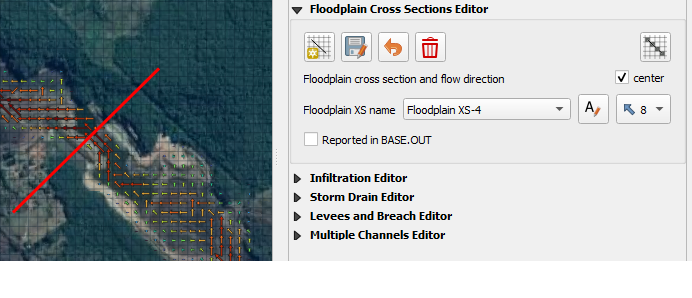 Floodplain Cross Sections Editor
Floodplain cross section and flow direction
center
Floodplain XS name
Floodplain XS-4
A
8
Reported in BASE.OUT
Infiltration Editor
Storm Drain Editor
Levees and Breach Editor
Multiple Channels Editor